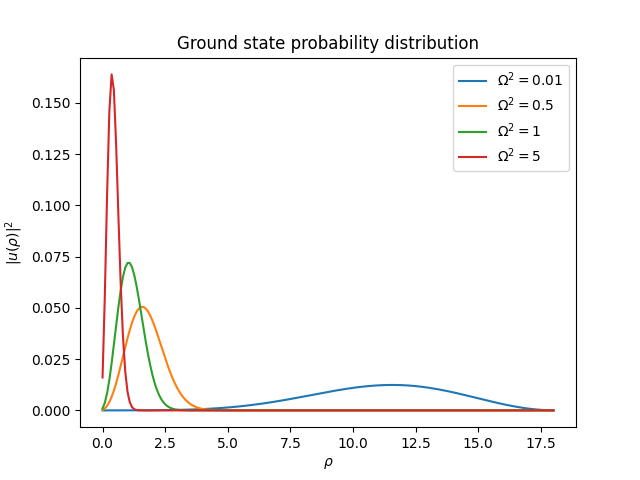 Ground state probability distribution
|u(ρ)|²
0.150
0.125
0.100
0.075
0.050
0.025
0.000
Ω² = 0.01
Ω² = 0.5
Ω² = 1
Ω² = 5
0.0 2.5 5.0 7.5 10.0 12.5 15.0 17.5
ρ